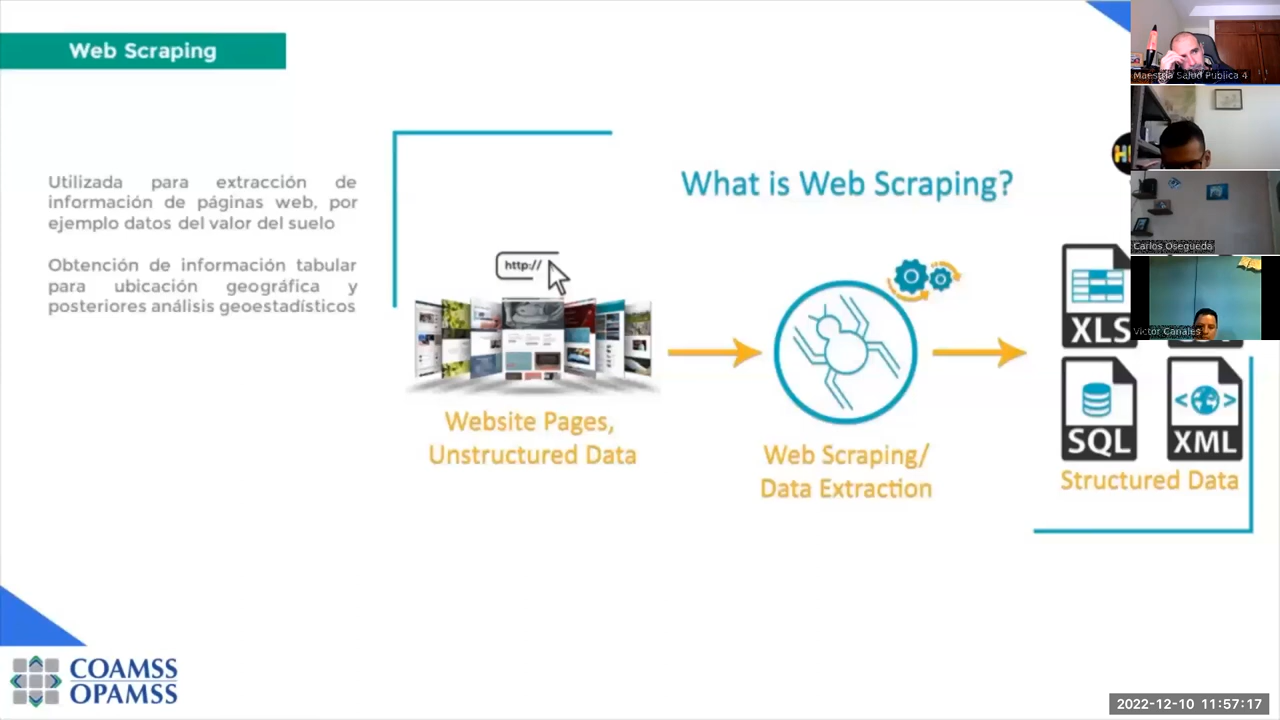 Web Scraping
Utilizada para extracción de
información de páginas web, por
ejemplo datos del valor del suelo
Obtención de información tabular
para ubicación geográfica y
posteriores análisis geoestadísticos
What is Web Scraping?
http://
Website Pages,
Unstructured Data
Web Scraping/
Data Extraction
XLS
SQL
XML
Structured Data
COAMSS
OPAMSS
Maestría Salud Publica 4
Carlos Osegueda
Victor Canales
2022-12-10 11:57:17